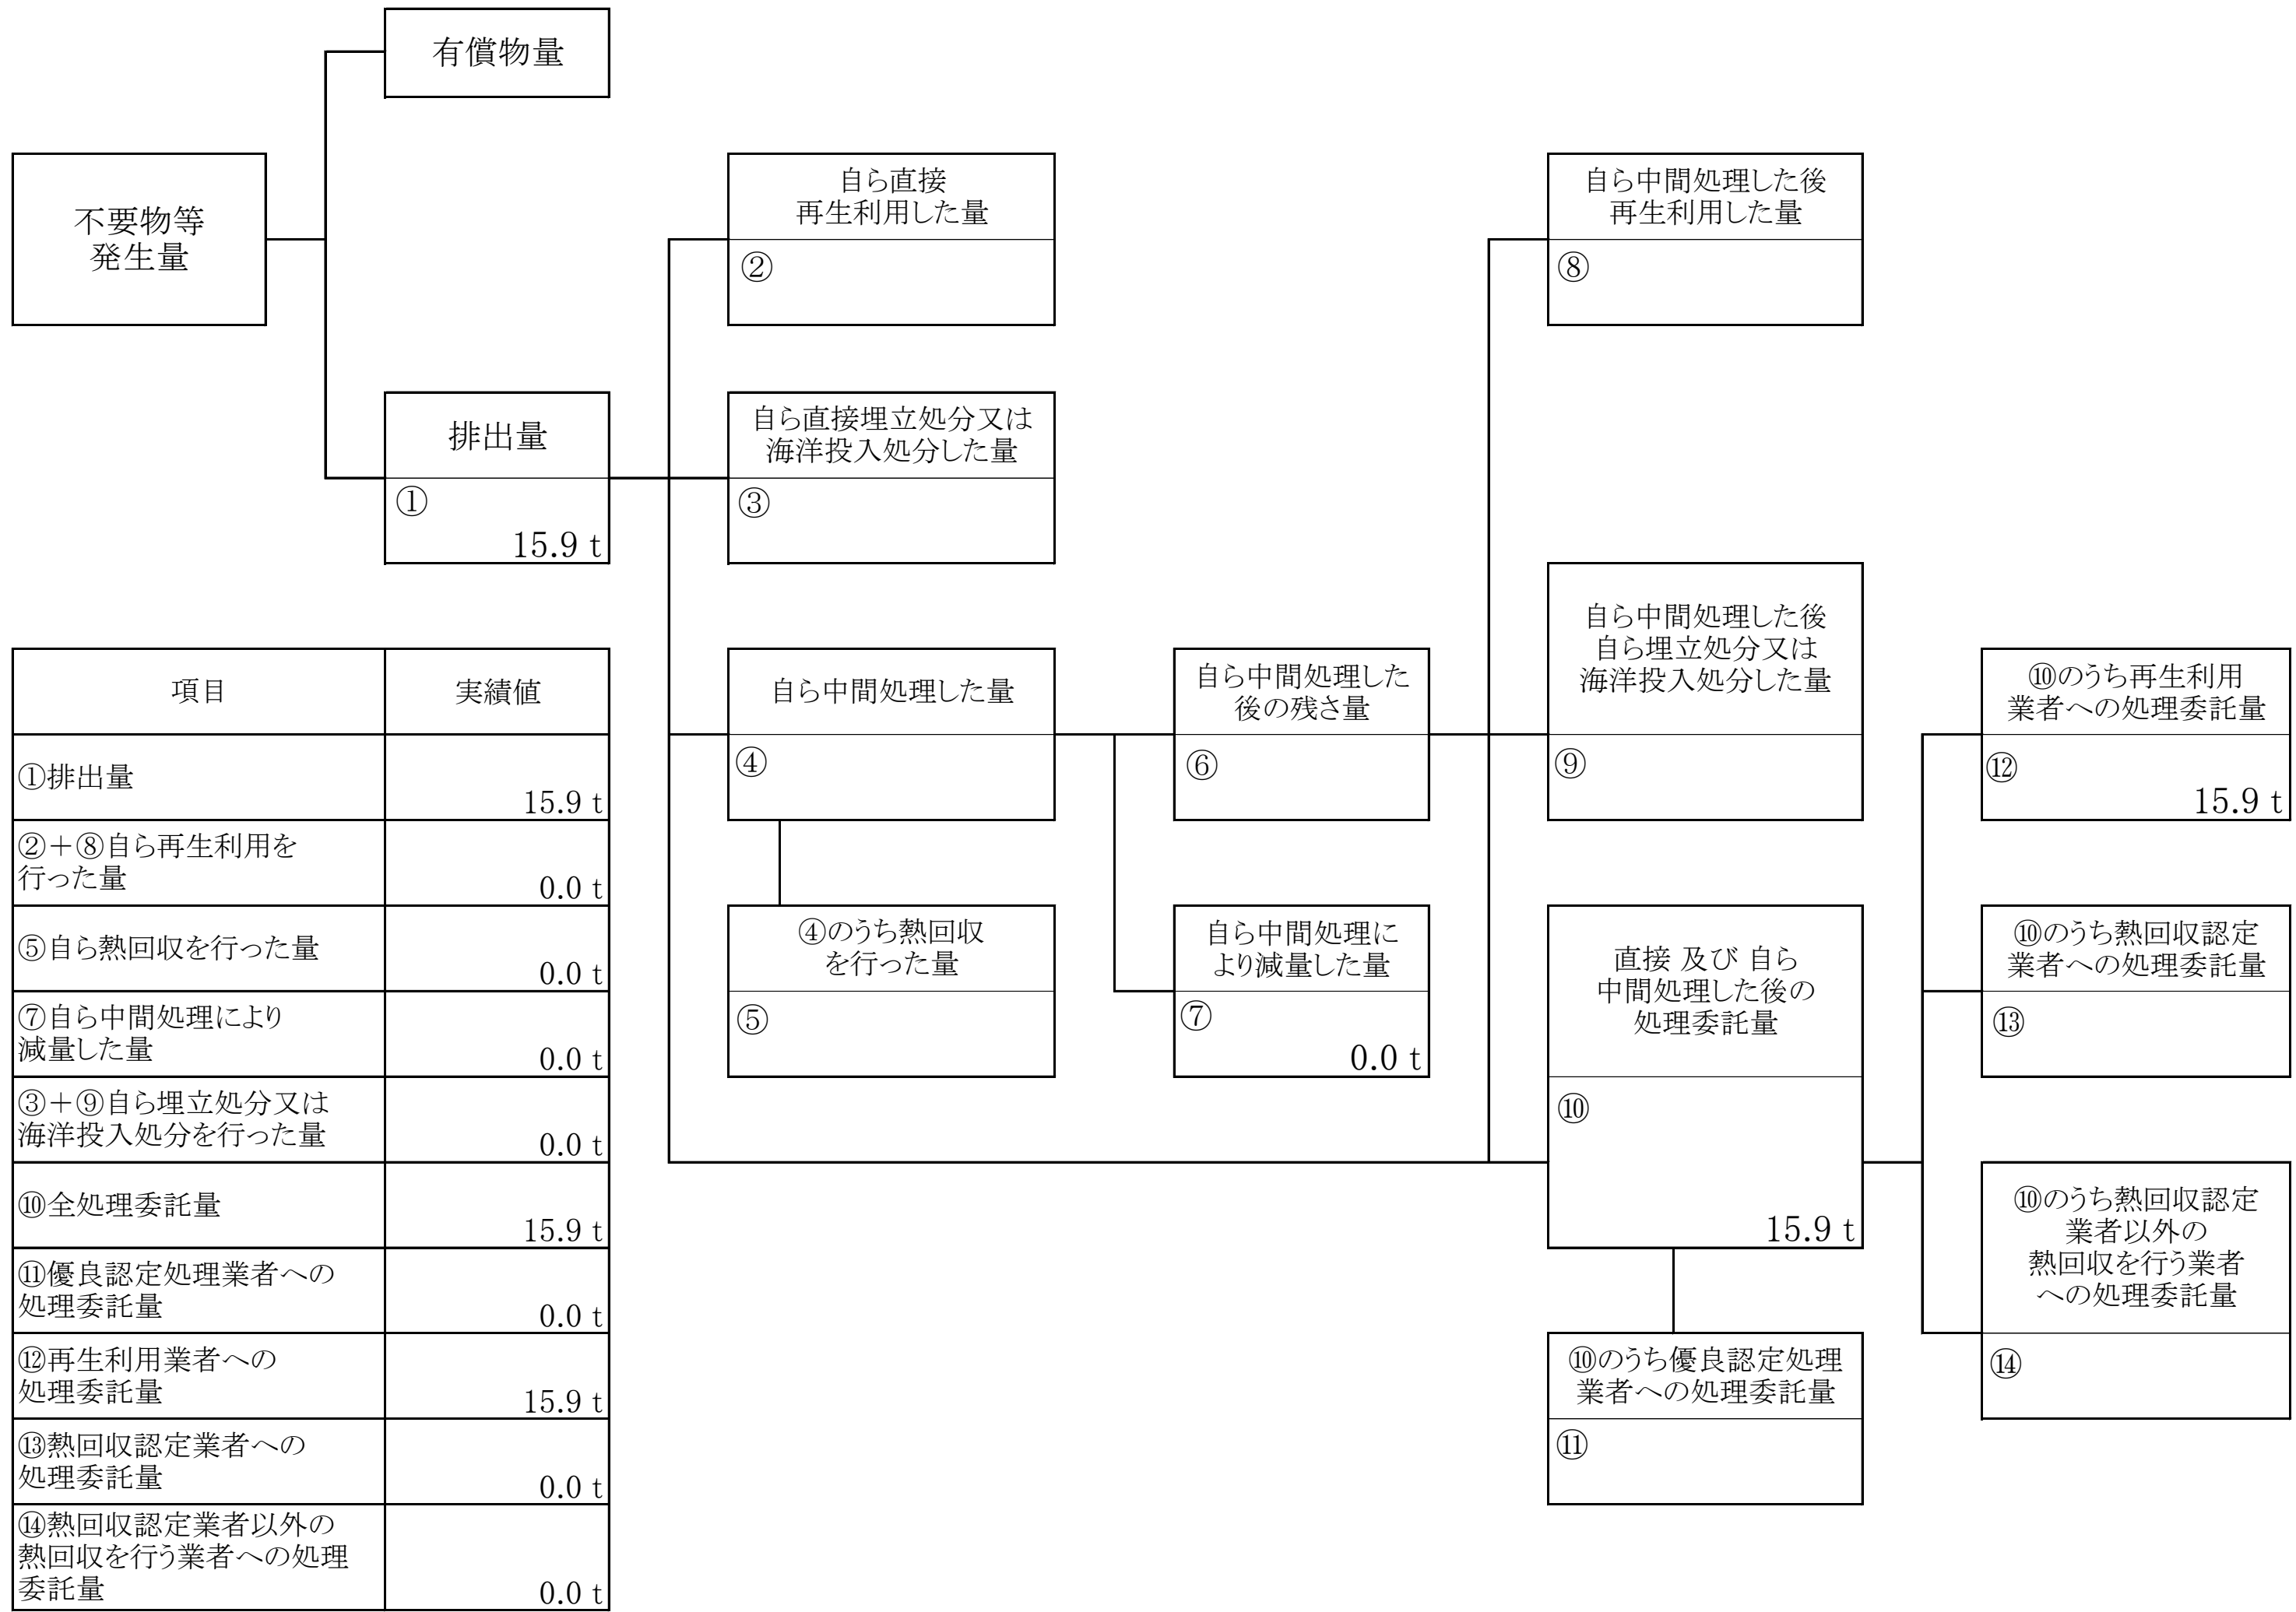 有償物量
不要物等
発生量
自ら直接
再生利用した量
②
自ら中間処理した後
再生利用した量
⑧
排出量
①
15.9 t
自ら直接埋立処分又は
海洋投入処分した量
③
自ら中間処理した量
④
自ら中間処理した
後の残さ量
⑥
自ら中間処理した後
自ら埋立処分又は
海洋投入処分した量
⑨
⑩のうち再生利用
業者への処理委託量
⑫
15.9 t
④のうち熱回収
を行った量
⑤
自ら中間処理に
より減量した量
⑦
0.0 t
直接 及び 自ら
中間処理した後の
処理委託量
⑩
15.9 t
⑩のうち熱回収認定
業者への処理委託量
⑬
⑩のうち熱回収認定
業者以外の
熱回収を行う業者
への処理委託量
⑭
⑩のうち優良認定処理
業者への処理委託量
⑪
項目 実績値
①排出量
15.9 t
②+⑧自ら再生利用を
行った量
0.0 t
⑤自ら熱回収を行った量
0.0 t
⑦自ら中間処理により
減量した量
0.0 t
③+⑨自ら埋立処分又は
海洋投入処分を行った量
0.0 t
⑩全処理委託量
15.9 t
⑪優良認定処理業者への
処理委託量
0.0 t
⑫再生利用業者への
処理委託量
15.9 t
⑬熱回収認定業者への
処理委託量
0.0 t
⑭熱回収認定業者以外の
熱回収を行う業者への処理
委託量
0.0 t